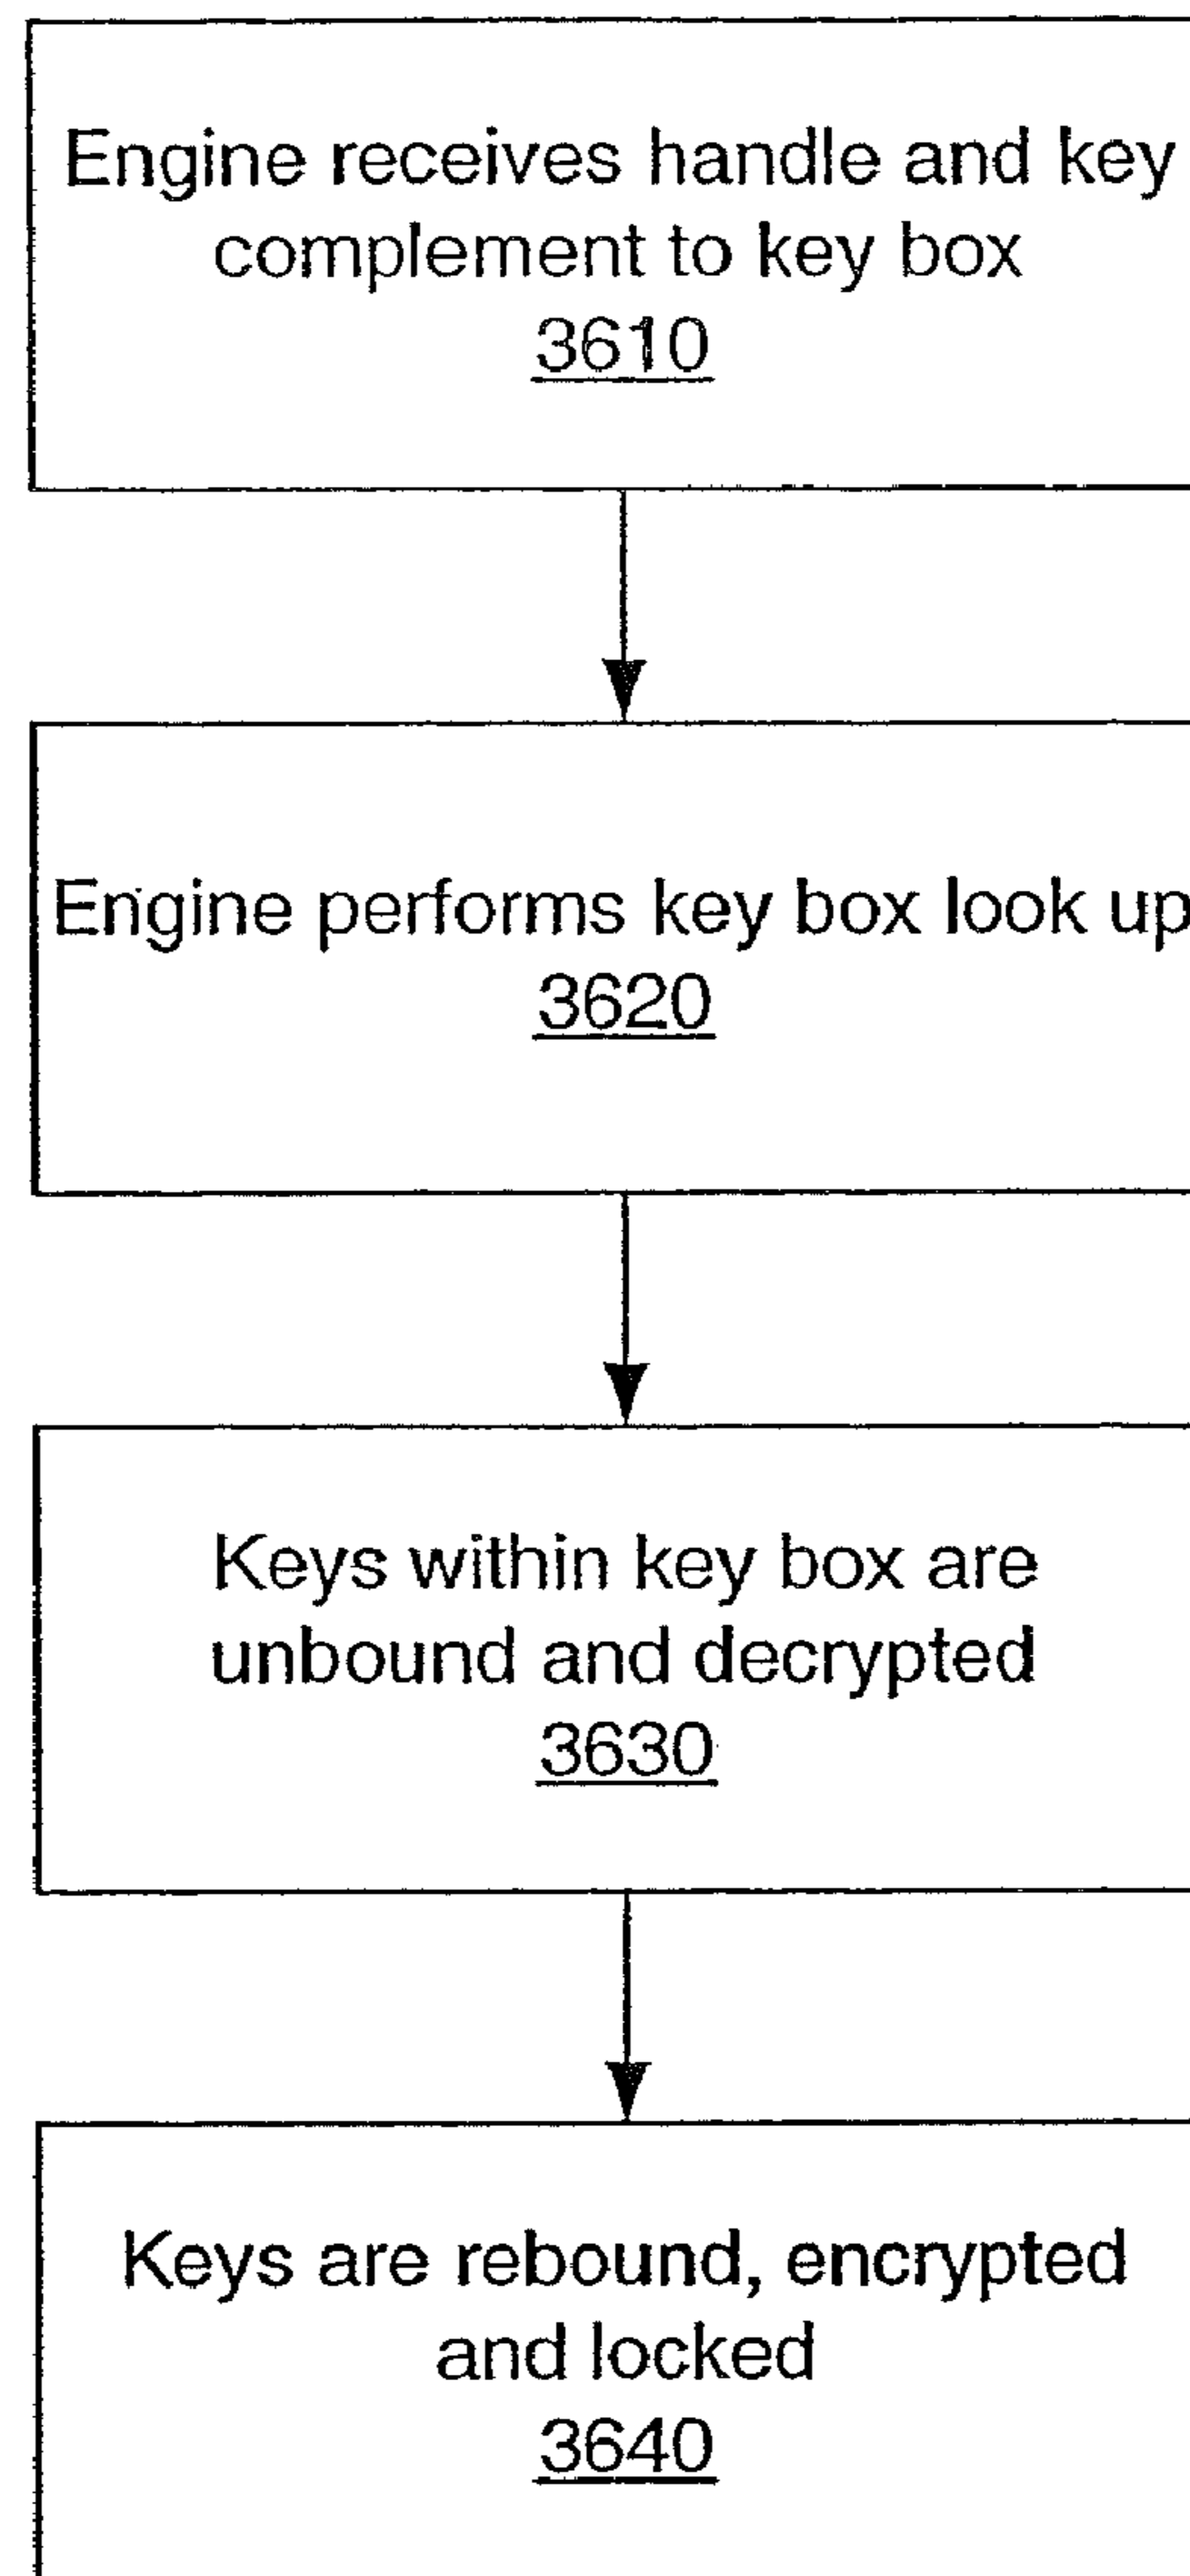 Engine receives handle and key
complement to key box
3610
Engine performs key box look up
3620
Keys within key box are
unbound and decrypted
3630
Keys are rebound, encrypted
and locked
3640